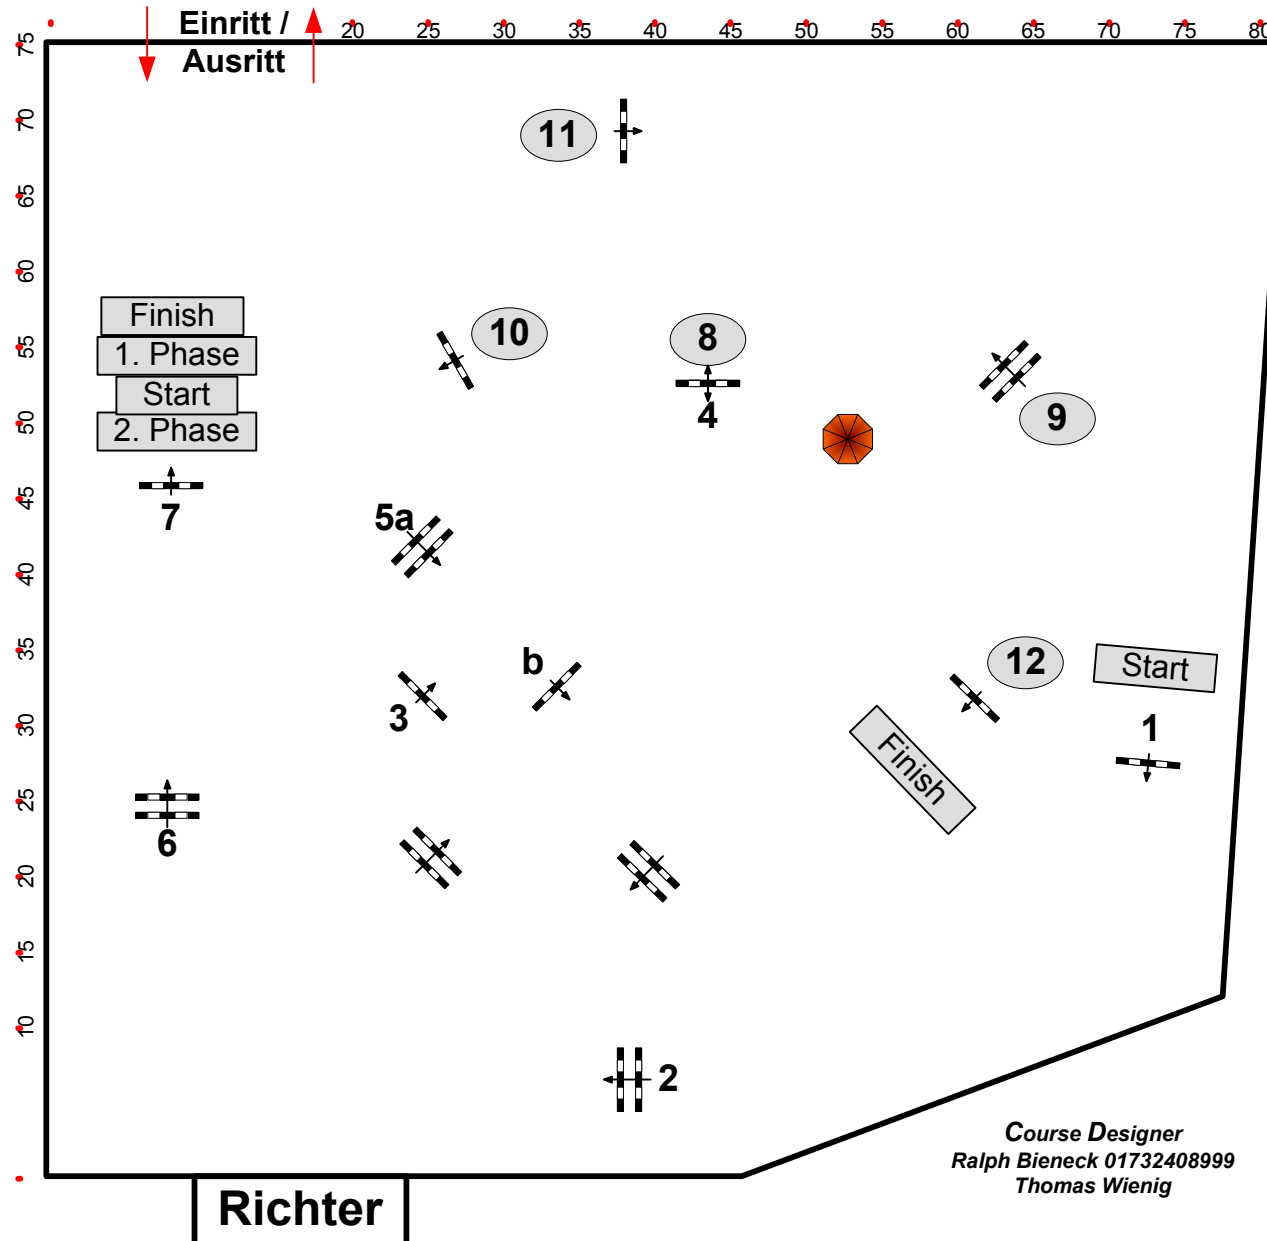 Einritt /
Ausritt
20 25 30 35 40 45 50 55 60 65 70 75 80
75
70
65
60
55
50
45
40
35
30
25
20
15
10
11
Finish
1. Phase
Start
2. Phase
10
8
4
9
7
5a
b
3
12
Start
1
Finish
6
2
Course Designer
Ralph Bieneck 01732408999
Thomas Wienig
Richter